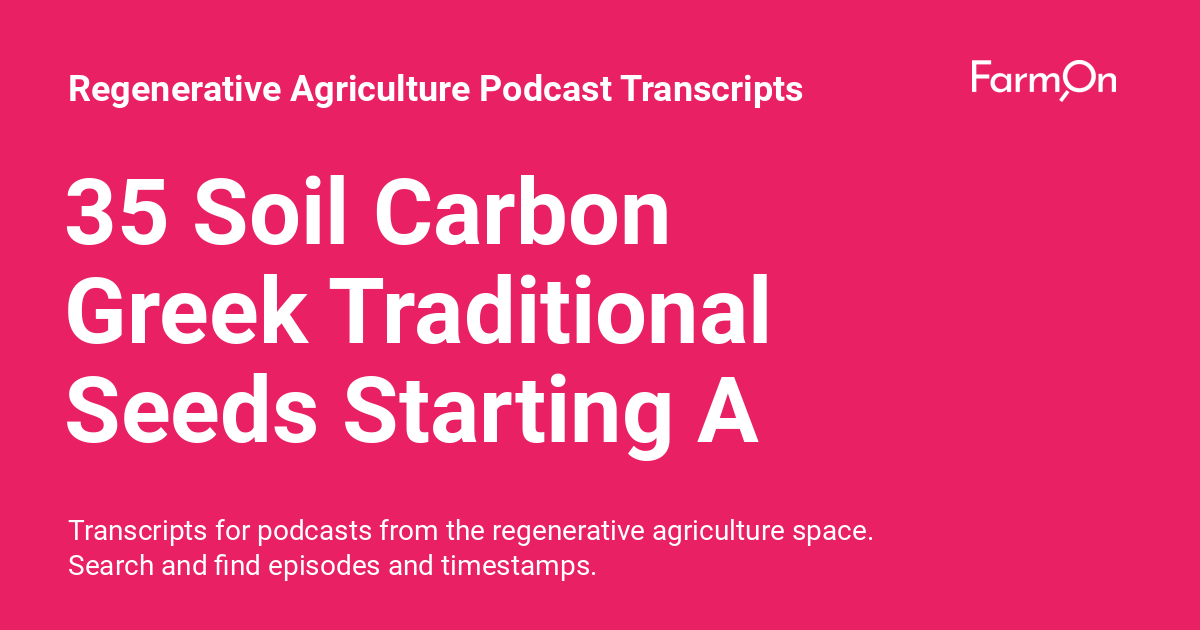 Regenerative Agriculture Podcast Transcripts
FarmOn
35 Soil Carbon
Greek Traditional
Seeds Starting A
Transcripts for podcasts from the regenerative agriculture space.
Search and find episodes and timestamps.